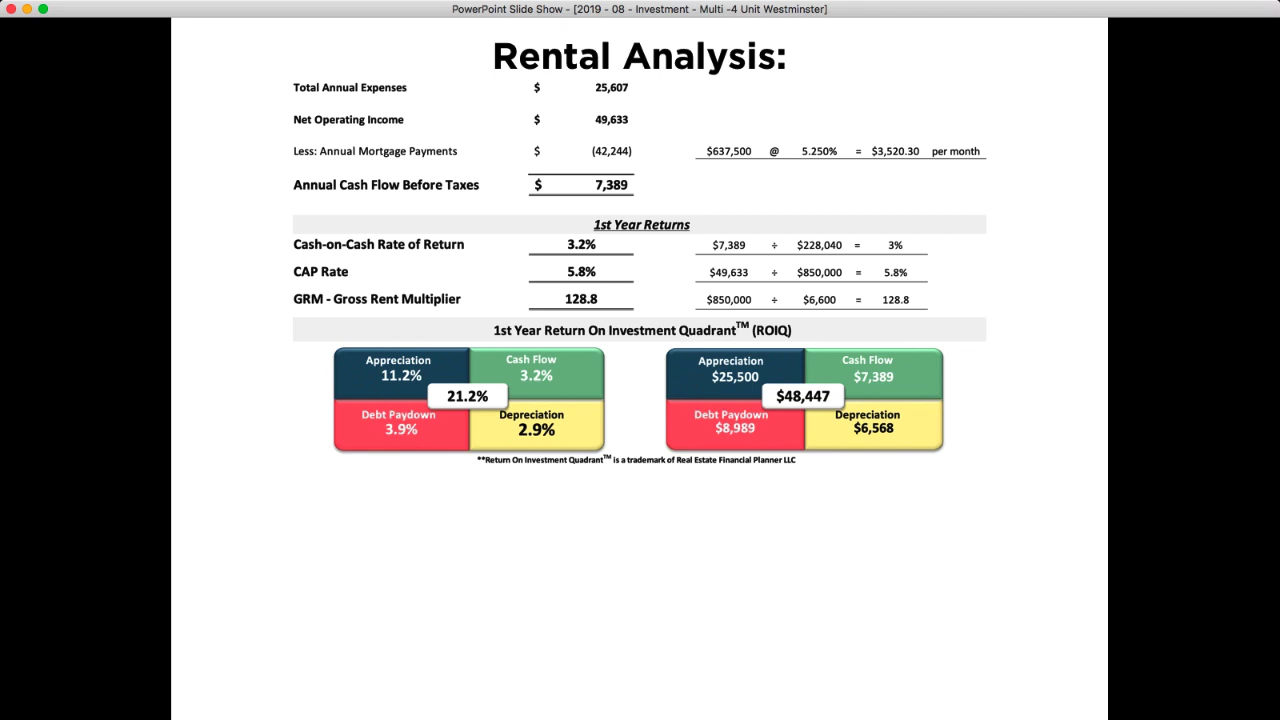 PowerPoint Slide Show - [2019 - 08 - Investment - Multi -4 Unit Westminster]
Rental Analysis:
Total Annual Expenses $ 25,607
Net Operating Income $ 49,633
Less: Annual Mortgage Payments $ (42,244) $637,500 @ 5.250% = $3,520.30 per month
Annual Cash Flow Before Taxes $ 7,389
1st Year Returns
Cash-on-Cash Rate of Return 3.2% $7,389 ÷ $228,040 = 3%
CAP Rate 5.8% $49,633 ÷ $850,000 = 5.8%
GRM - Gross Rent Multiplier 128.8 $850,000 ÷ $6,600 = 128.8
1st Year Return On Investment Quadrant™ (ROIQ)
Appreciation Cash Flow Appreciation Cash Flow
11.2% 3.2% $25,500 $7,389
21.2% $48,447
Debt Paydown Depreciation Debt Paydown Depreciation
3.9% 2.9% $8,989 $6,568
**Return On Investment Quadrant™ is a trademark of Real Estate Financial Planner LLC